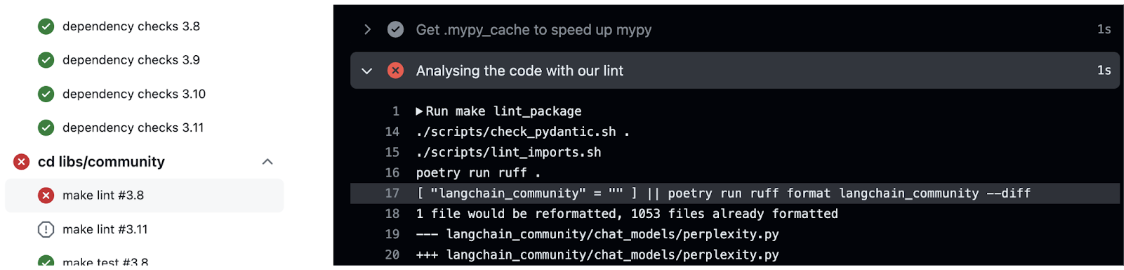 dependency checks 3.8
dependency checks 3.9
dependency checks 3.10
dependency checks 3.11
cd libs/community
make lint #3.8
make lint #3.11
make test #3.8
Get .mypy_cache to speed up mypy 1s
Analysing the code with our lint 1s
1 ▶Run make lint_package
14 ./scripts/check_pydantic.sh .
15 ./scripts/lint_imports.sh
16 poetry run ruff .
17 [ "langchain_community" = "" ] || poetry run ruff format langchain_community --diff
18 1 file would be reformatted, 1053 files already formatted
19 --- langchain_community/chat_models/perplexity.py
20 +++ langchain_community/chat_models/perplexity.py